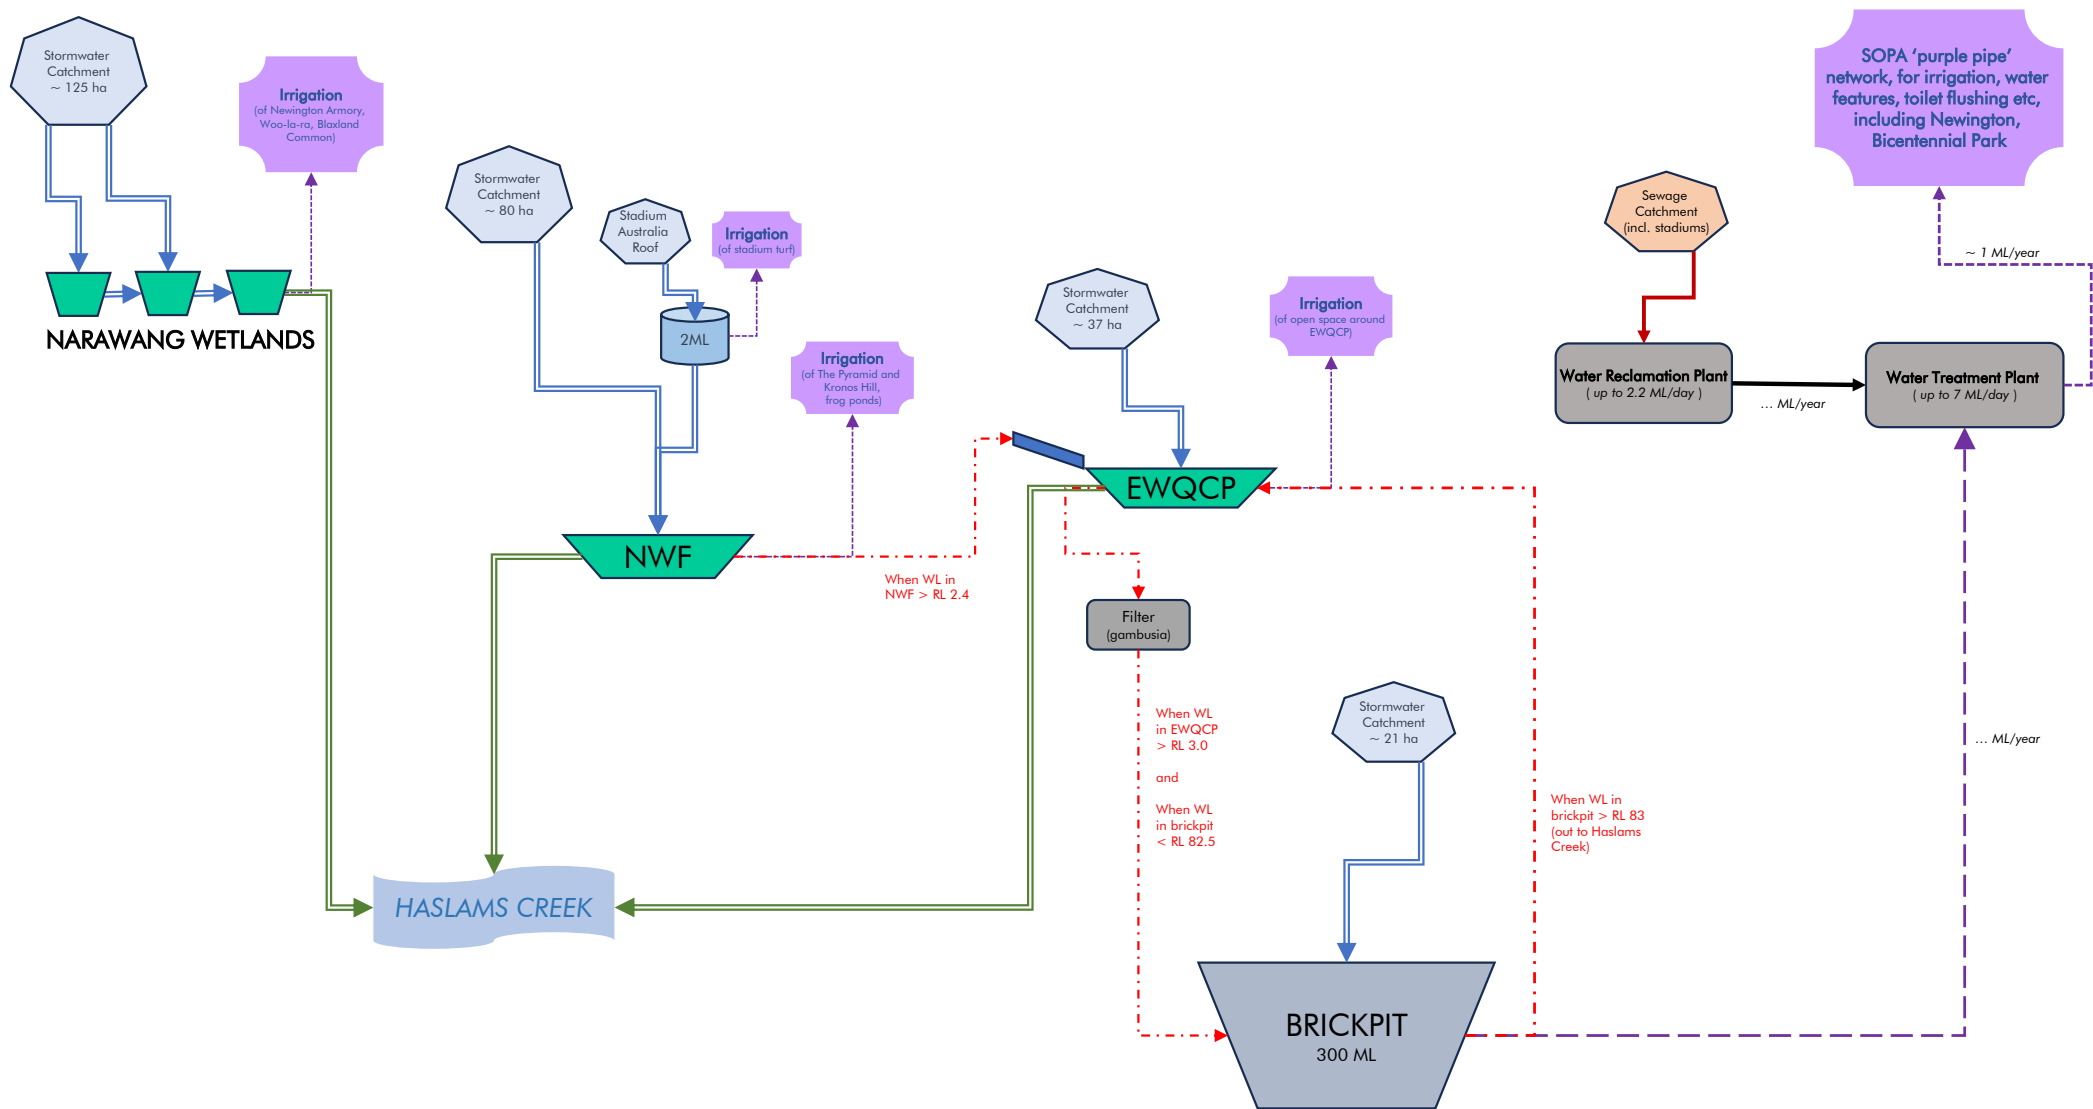 Stormwater
Catchment
~ 125 ha
Irrigation
(of Newington Armory,
Woo-la-ra, Blaxland
Common)
NARAWANG WETLANDS
Stormwater
Catchment
~ 80 ha
Stadium
Australia
Roof
Irrigation
(of stadium turf)
2ML
Irrigation
(of The Pyramid and
Kronos Hill,
frog ponds)
NWF
When WL in
NWF > RL 2.4
Stormwater
Catchment
~ 37 ha
Irrigation
(of open space around
EWQCP)
EWQCP
Filter
(gambusia)
When WL
in EWQCP
> RL 3.0
and
When WL
in brickpit
< RL 82.5
Stormwater
Catchment
~ 21 ha
When WL in
brickpit > RL 83
(out to Haslams
Creek)
HASLAMS CREEK
BRICKPIT
300 ML
SOPA ‘purple pipe’
network, for irrigation, water
features, toilet flushing etc,
including Newington,
Bicentennial Park
Sewage
Catchment
(incl. stadiums)
~ 1 ML/year
Water Reclamation Plant
( up to 2.2 ML/day )
... ML/year
Water Treatment Plant
( up to 7 ML/day )
... ML/year